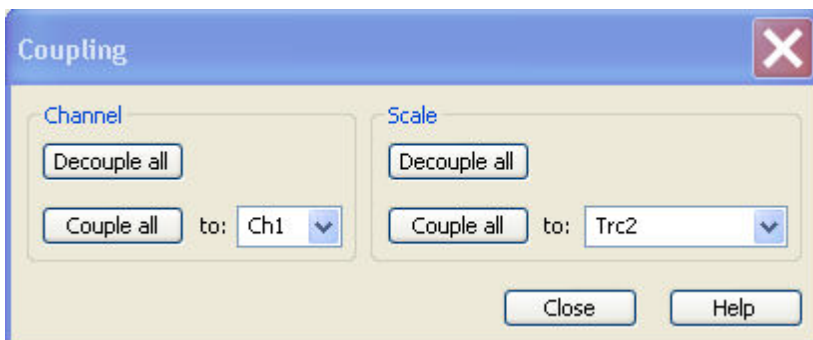 Coupling
Channel
Decouple all
Couple all to: Ch1
Scale
Decouple all
Couple all to: Trc2
Close Help